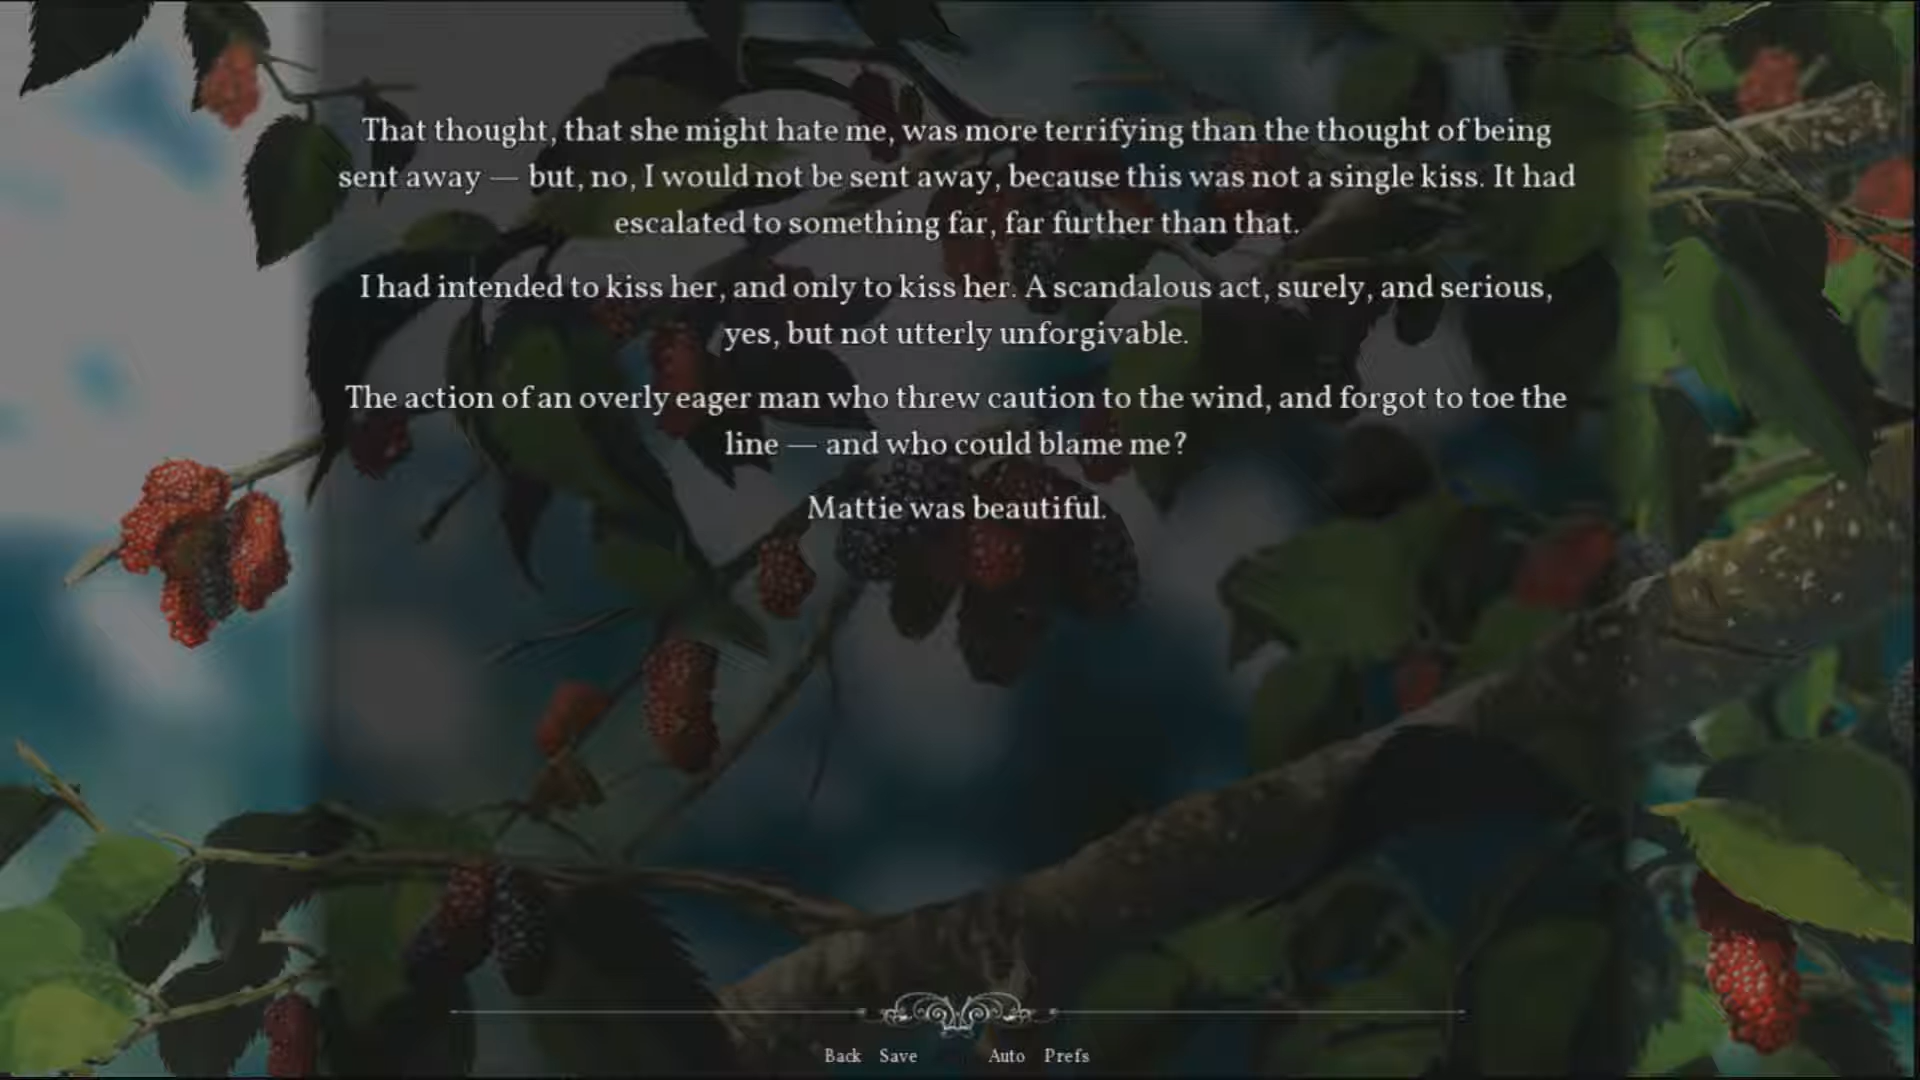 That thought, that she might hate me, was more terrifying than the thought of being
sent away — but, no, I would not be sent away, because this was not a single kiss. It had
escalated to something far, far further than that.
I had intended to kiss her, and only to kiss her. A scandalous act, surely, and serious,
yes, but not utterly unforgivable.
The action of an overly eager man who threw caution to the wind, and forgot to toe the
line — and who could blame me?
Mattie was beautiful.
Back Save Auto Prefs